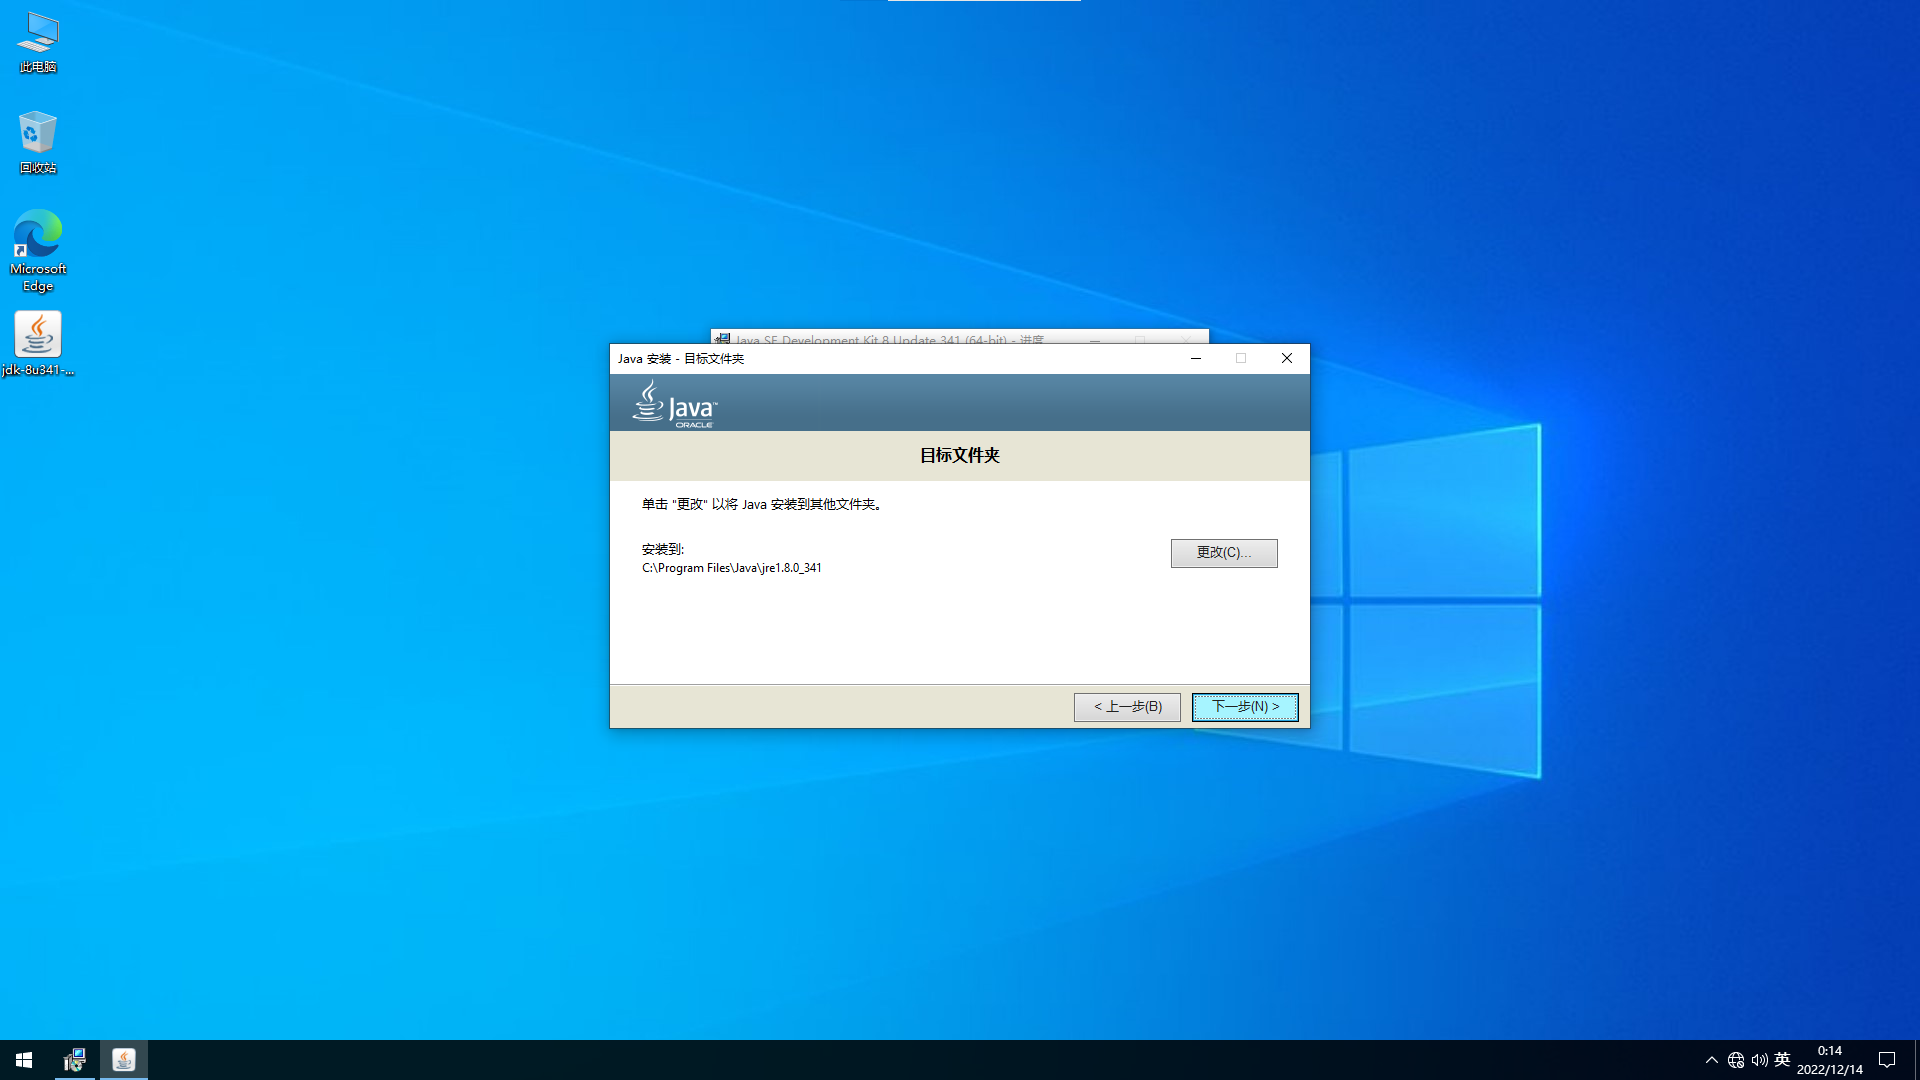 此电脑
回收站
Microsoft
Edge
jdk-8u341-...
Java SE Development Kit 8 Update 341 (64-bit) - 进度
Java 安装 - 目标文件夹
Java™
ORACLE
目标文件夹
单击 "更改" 以将 Java 安装到其他文件夹。
安装到:
C:\Program Files\Java\jre1.8.0_341
更改(C)...
< 上一步(B)
下一步(N) >
英
0:14
2022/12/14